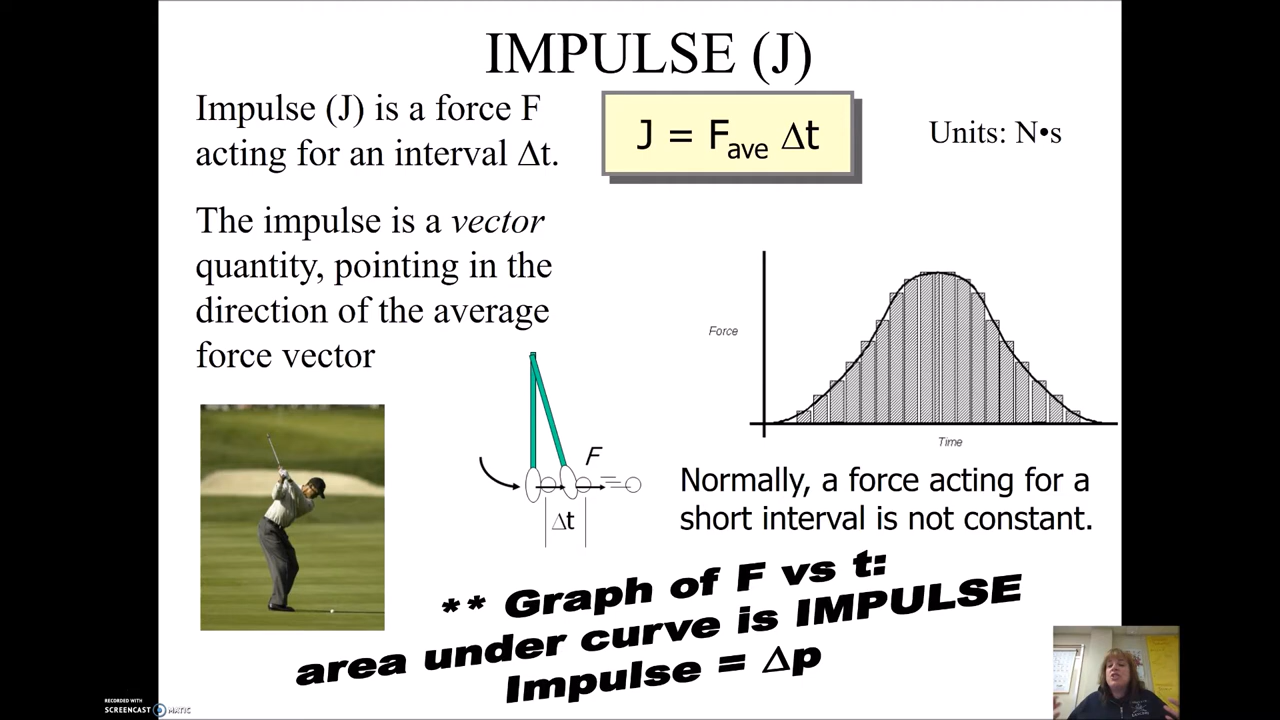 IMPULSE (J)
Impulse (J) is a force F
acting for an interval Δt.
J = Fave Δt
Units: N•s
The impulse is a vector
quantity, pointing in the
direction of the average
force vector
Force
Time
F
Δt
Normally, a force acting for a
short interval is not constant.
** Graph of F vs t:
area under curve is IMPULSE
Impulse = Δp
RECORDED WITH
SCREENCAST MATIC